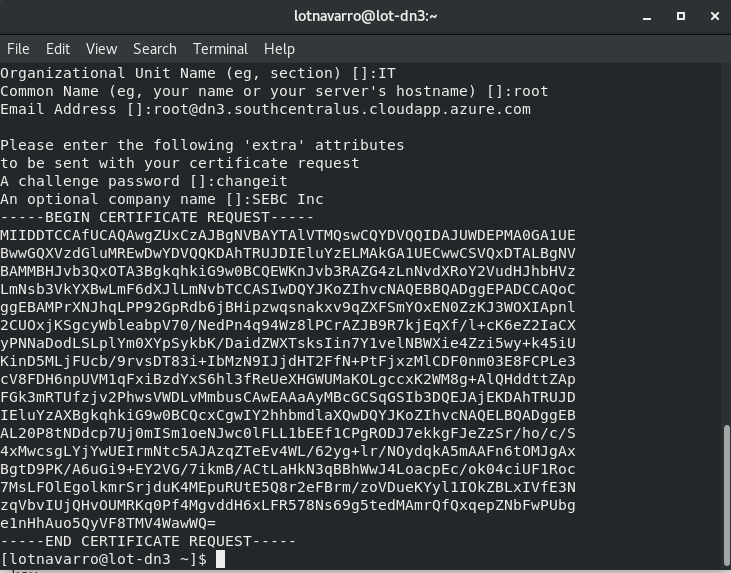 lotnavarro@lot-dn3:~
File Edit View Search Terminal Help
Organizational Unit Name (eg, section) []:IT
Common Name (eg, your name or your server's hostname) []:root
Email Address []:root@dn3.southcentralus.cloudapp.azure.com
Please enter the following 'extra' attributes
to be sent with your certificate request
A challenge password []:changeit
An optional company name []:SEBC Inc
-----BEGIN CERTIFICATE REQUEST-----
MIIDDTCCAfUCAQAwgZUxCzAJBgNVBAYTAlVTMQswCQYDVQQIDAJUWDEPMA0GA1UE
BwwGQXVzdGluMREwDwYDVQQKDAhTRUJDIEluYzELMAkGA1UECwwCSVQxDTALBgNV
BAMMBHJvb3QxOTA3BgkqhkiG9w0BCQEWKnJvb3RAZG4zLnNvdXRoY2VudHJhbHVz
LmNsb3VkYXBwLmF6dXJlLmNvbTCCASIwDQYJKoZIhvcNAQEBBQADggEPADCCAQoC
ggEBAMPrXNJhqLPP92GpRdb6jBHipzwqsnakxv9qZXFSmYOxEN0ZzKJ3WOXIApnl
2CUOxjKSgcyWbleabpV70/NedPn4q94Wz8lPCrAZJB9R7kjEqXf/l+cK6eZ2IaCX
yPNNaDodLSLplYm0XYpSykbK/DaidZWXTsksIin7Y1velNBWXie4Zzi5wy+k45iU
KinD5MLjFUcb/9rvsDT83i+IbMzN9IJjdHT2FfN+PtFjxzMlCDF0nm03E8FCPLe3
cV8FDH6npUVM1qFxiBzdYxS6hl3fReUeXHGWUMaKOLgccxK2WM8g+AlQHddttZAp
FGk3mRTUfzjv2PhwsVWDLvMmbusCAwEAAaAyMBcGCSqGSIb3DQEJAjEKDAhTRUJD
IEluYzAXBgkqhkiG9w0BCQcxCgwIY2hhbmdlaXQwDQYJKoZIhvcNAQELBQADggEB
AL20P8tNDdcp7Uj0mISm1oeNJwc0lFLL1bEEf1CPgRODJ7ekkgFJeZzSr/ho/c/S
4xMwcsgLYjYwUEIrmNtc5AJAzqZTeEv4WL/62yg+lr/NOydqkA5mAAFn6tOMJgAx
BgtD9PK/A6uGi9+EY2VG/7ikmB/ACtLaHkN3qBBhWwJ4LoacpEc/ok04ciUF1Roc
7MsLFOlEgolkmrSrjduK4MEpuRUtE5Q8r2eFBrm/zoVDueKYyl1IOkZBLxIVfE3N
zqVbvIUjQHvOUMRKq0Pf4MgvddH6xLFR578Ns69g5tedMAmrQfQxqepZNbFwPUbg
e1nHhAuo5QyVF8TMV4WawWQ=
-----END CERTIFICATE REQUEST-----
[lotnavarro@lot-dn3 ~]$